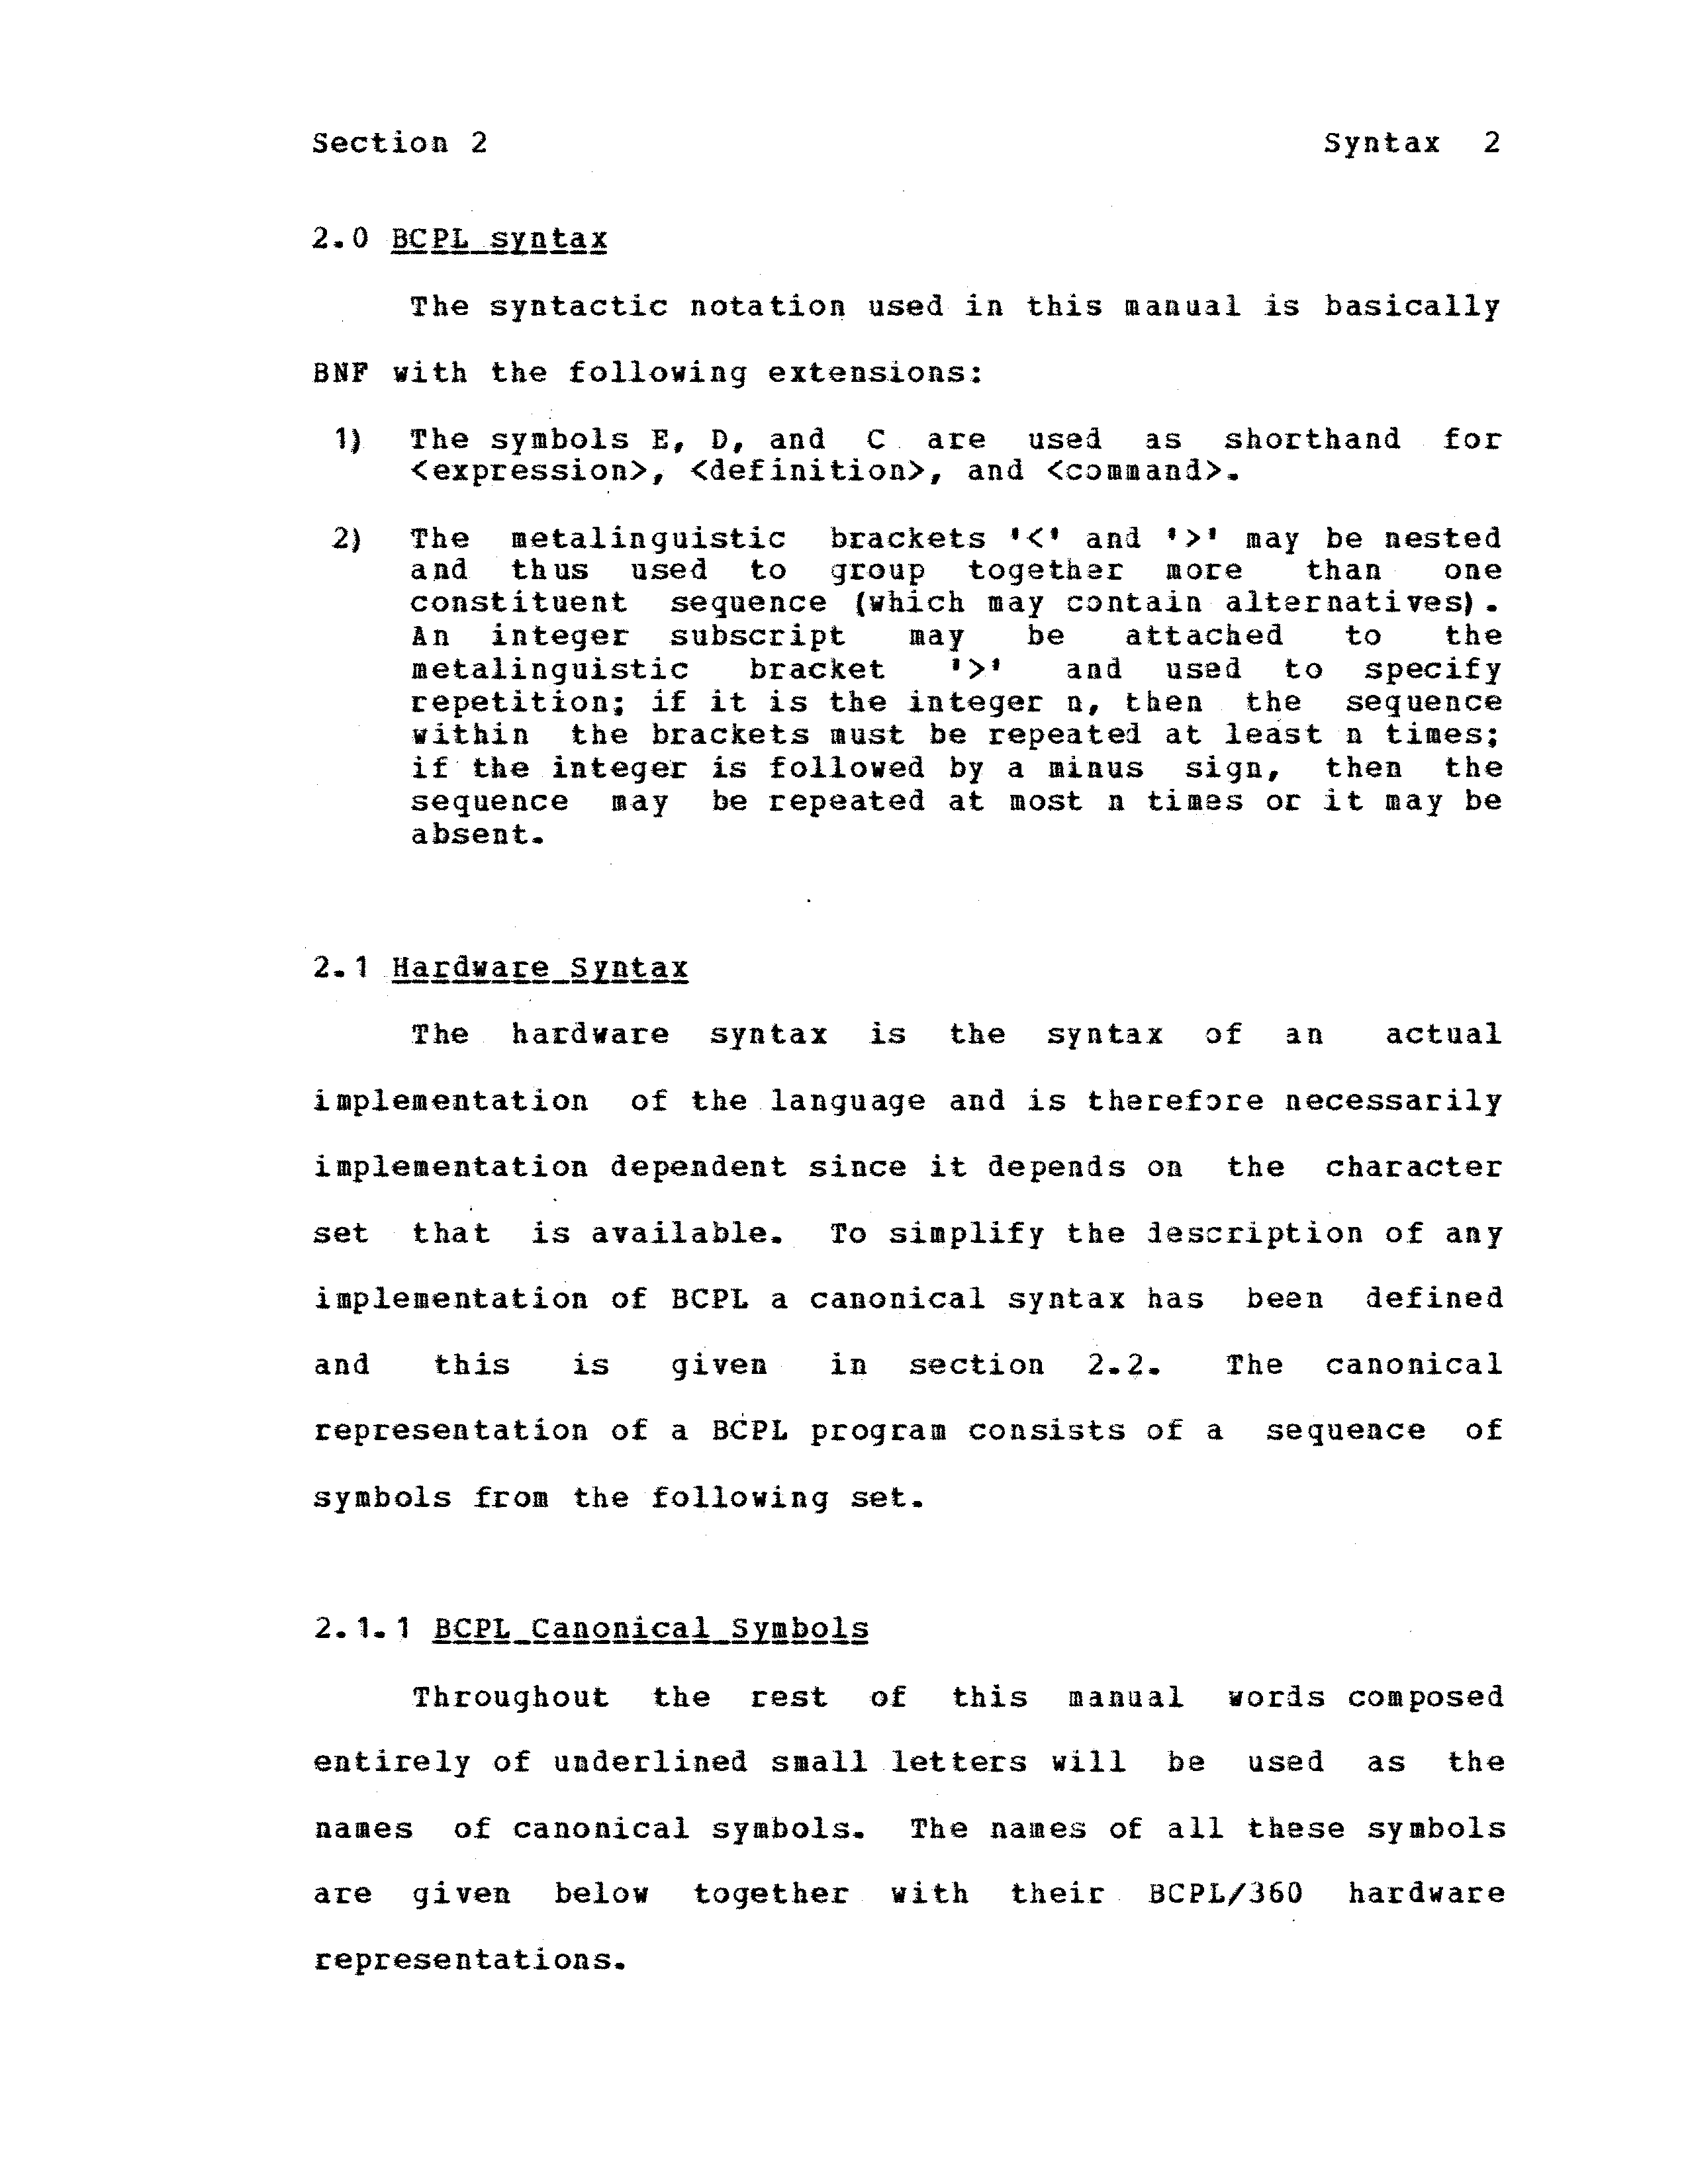 Section 2 Syntax 2
2.0 BCPL syntax
The syntactic notation used in this manual is basically
BNF with the following extensions:
1) The symbols E, D, and C are used as shorthand for
<expression>, <definition>, and <command>.
2) The metalinguistic brackets '<' and '>' may be nested
and thus used to group together more than one
constituent sequence (which may contain alternatives).
An integer subscript may be attached to the
metalinguistic bracket '>' and used to specify
repetition; if it is the integer n, then the sequence
within the brackets must be repeated at least n times;
if the integer is followed by a minus sign, then the
sequence may be repeated at most n times or it may be
absent.
2.1 Hardware Syntax
The hardware syntax is the syntax of an actual
implementation of the language and is therefore necessarily
implementation dependent since it depends on the character
set that is available. To simplify the description of any
implementation of BCPL a canonical syntax has been defined
and this is given in section 2.2. The canonical
representation of a BCPL program consists of a sequence of
symbols from the following set.
2.1.1 BCPL Canonical Symbols
Throughout the rest of this manual words composed
entirely of underlined small letters will be used as the
names of canonical symbols. The names of all these symbols
are given below together with their BCPL/360 hardware
representations.